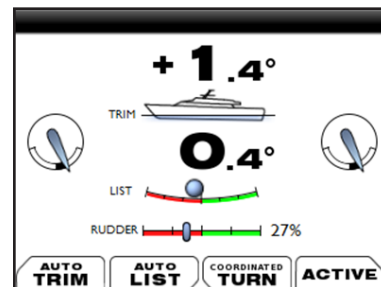 +1.4°
TRIM
0.4°
LIST
RUDDER 27%
AUTO TRIM
AUTO LIST
COORDINATED TURN
ACTIVE